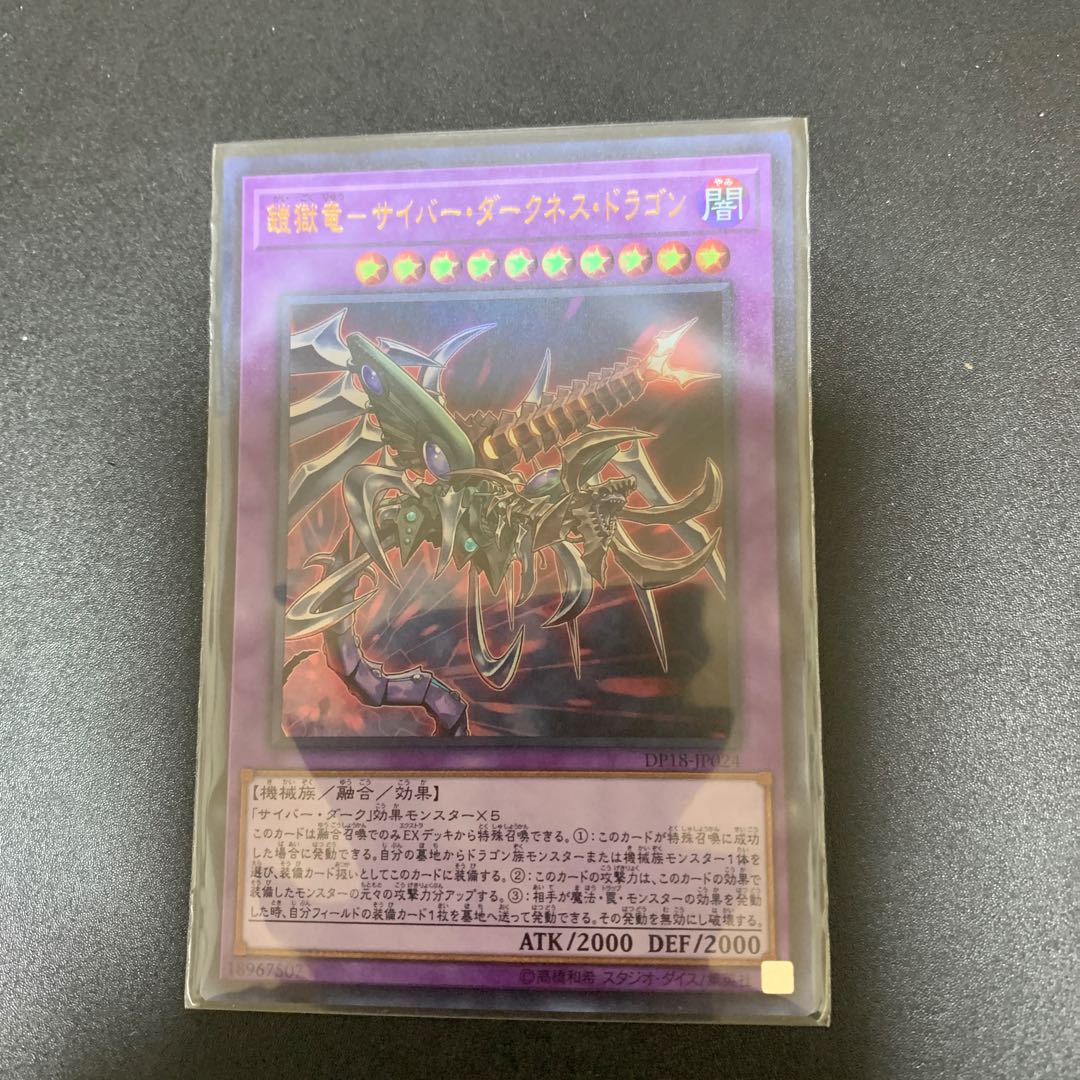 鎧獄竜－サイバー・ダークネス・ドラゴン
やみ
闇
DP18-JP024
【機械族／融合／効果】
「サイバー・ダーク」効果モンスター×5
このカードは融合召喚でのみEXデッキから特殊召喚できる。①：このカードが特殊召喚に成功
した場合に発動できる。自分の墓地からドラゴン族モンスターまたは機械族モンスター1体を
選び、装備カード扱いとしてこのカードに装備する。②：このカードの攻撃力は、このカードの効果で
装備したモンスターの元々の攻撃力分アップする。③：相手が魔法・罠・モンスターの効果を発動
した時、自分フィールドの装備カード1枚を墓地へ送って発動できる。その発動を無効にし破壊する。
ATK/2000 DEF/2000
18967507
©高橋和希 スタジオ・ダイス/集英社